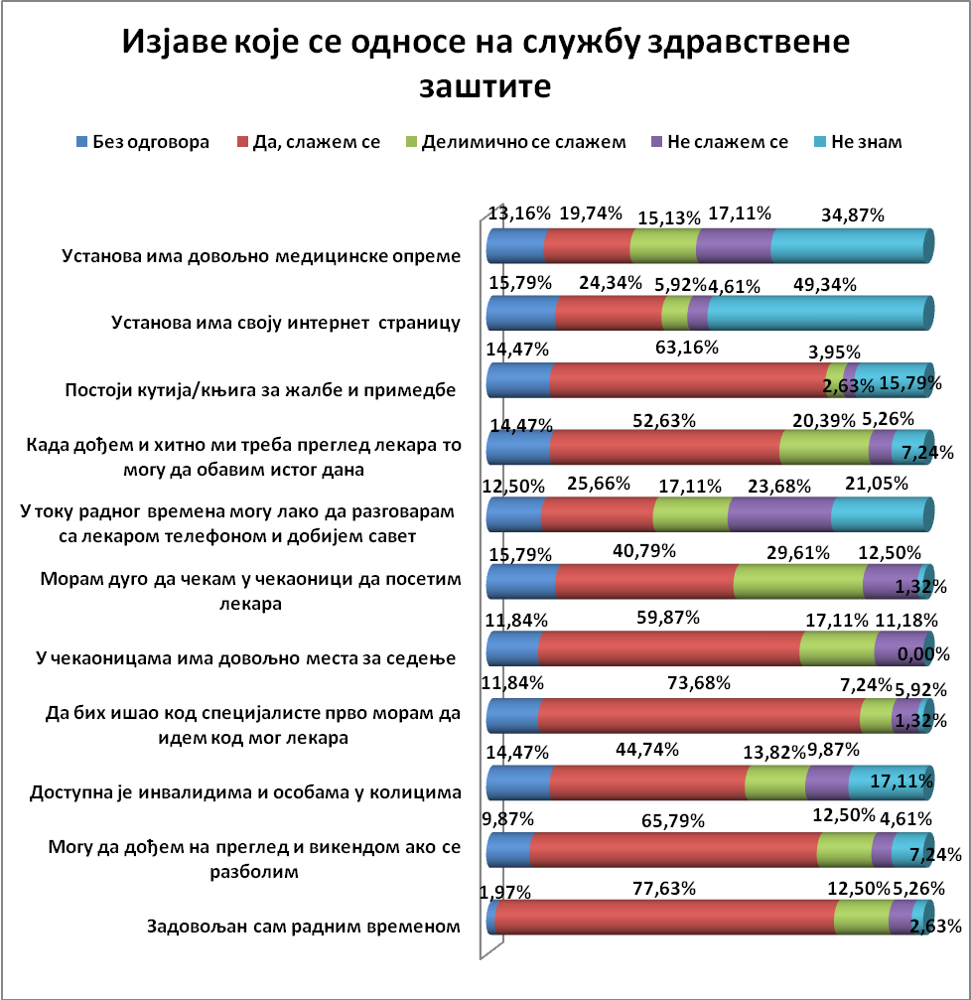 Изјаве које се односе на службу здравствене
заштите
Без одговора Да, слажем се Делимично се слажем Не слажем се Не знам
13,16% 19,74% 15,13% 17,11% 34,87%
Установа има довољно медицинске опреме
15,79% 24,34% 5,92% 4,61% 49,34%
Установа има своју интернет страницу
14,47% 63,16% 3,95% 2,63% 15,79%
Постоји кутија/књига за жалбе и примедбе
14,47% 52,63% 20,39% 5,26% 7,24%
Када дођем и хитно ми треба преглед лекара то
могу да обавим истог дана
12,50% 25,66% 17,11% 23,68% 21,05%
У току радног времена могу лако да разговарам
са лекаром телефоном и добијем савет
15,79% 40,79% 29,61% 12,50% 1,32%
Морам дуго да чекам у чекаоници да посетим
лекара
11,84% 59,87% 17,11% 11,18% 0,00%
У чекаоницама има довољно места за седење
11,84% 73,68% 7,24% 5,92% 1,32%
Да бих ишао код специјалисте прво морам да
идем код мог лекара
14,47% 44,74% 13,82% 9,87% 17,11%
Доступна је инвалидима и особама у колицима
9,87% 65,79% 12,50% 4,61% 7,24%
Могу да дођем на преглед и викендом ако се
разболим
1,97% 77,63% 12,50% 5,26% 2,63%
Задовољан сам радним временом